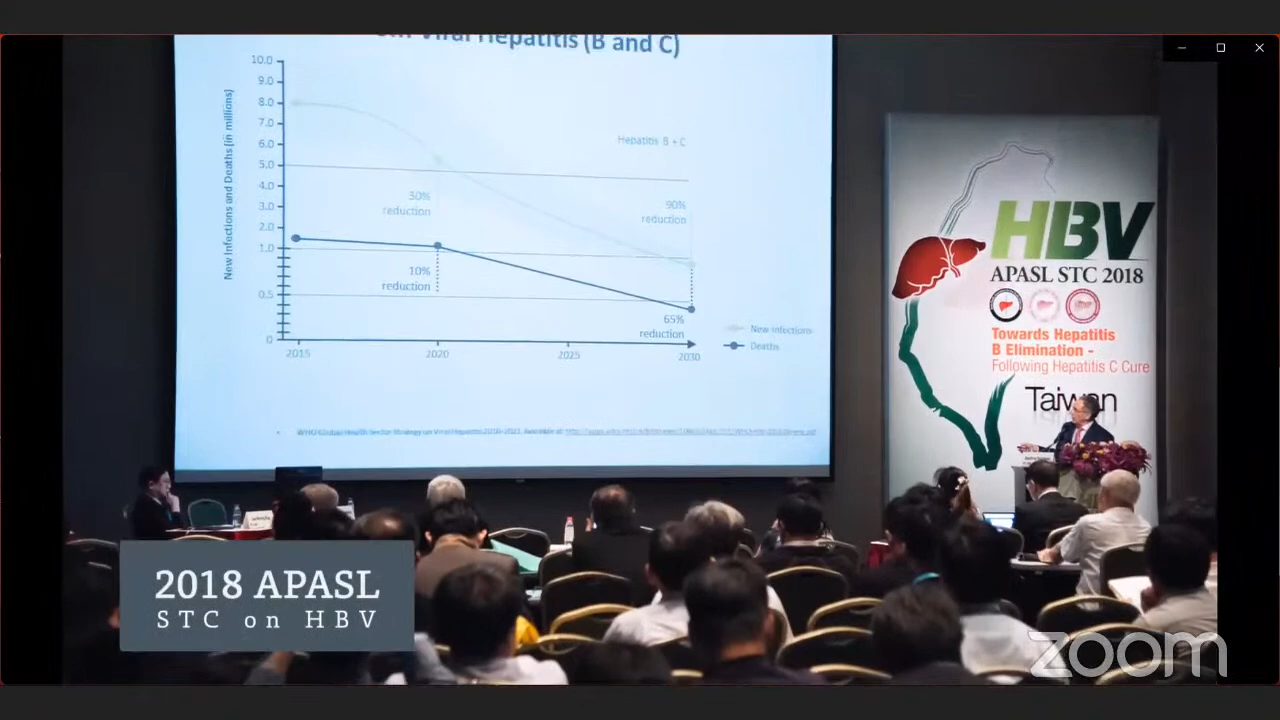 Viral Hepatitis (B and C)
10.0
9.0
8.0
7.0
6.0
5.0
4.0
3.0
2.0
1.0
0.5
0
New Infections and Deaths (in millions)
Hepatitis B + C
30%
reduction
90%
reduction
10%
reduction
65%
reduction
New Infections
Deaths
2015
2020
2025
2030
HBV
APASL STC 2018
Towards Hepatitis
B Elimination -
Following Hepatitis C Cure
Taiwan
2018 APASL
STC on HBV
zoom